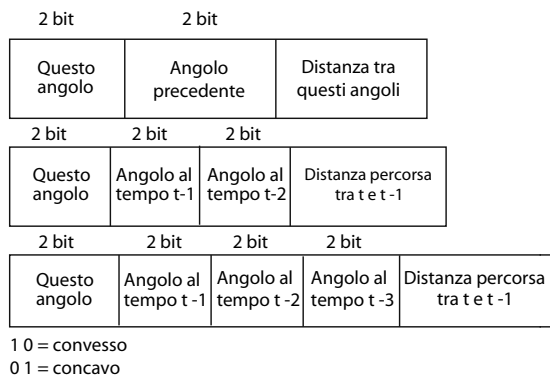 2 bit 2 bit
Questo angolo
Angolo precedente
Distanza tra questi angoli
2 bit 2 bit 2 bit
Questo angolo
Angolo al tempo t-1
Angolo al tempo t-2
Distanza percorsa tra t e t -1
2 bit 2 bit 2 bit 2 bit
Questo angolo
Angolo al tempo t -1
Angolo al tempo t -2
Angolo al tempo t -3
Distanza percorsa tra t e t -1
1 0 = convesso
0 1 = concavo